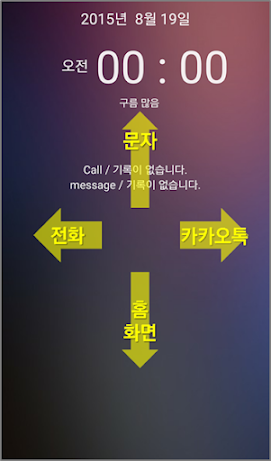 2015년 8월 19일
오전 00 : 00
구름 많음
문자
Call / 기록이 없습니다.
message / 기록이 없습니다.
전화
카카오톡
홈
화면